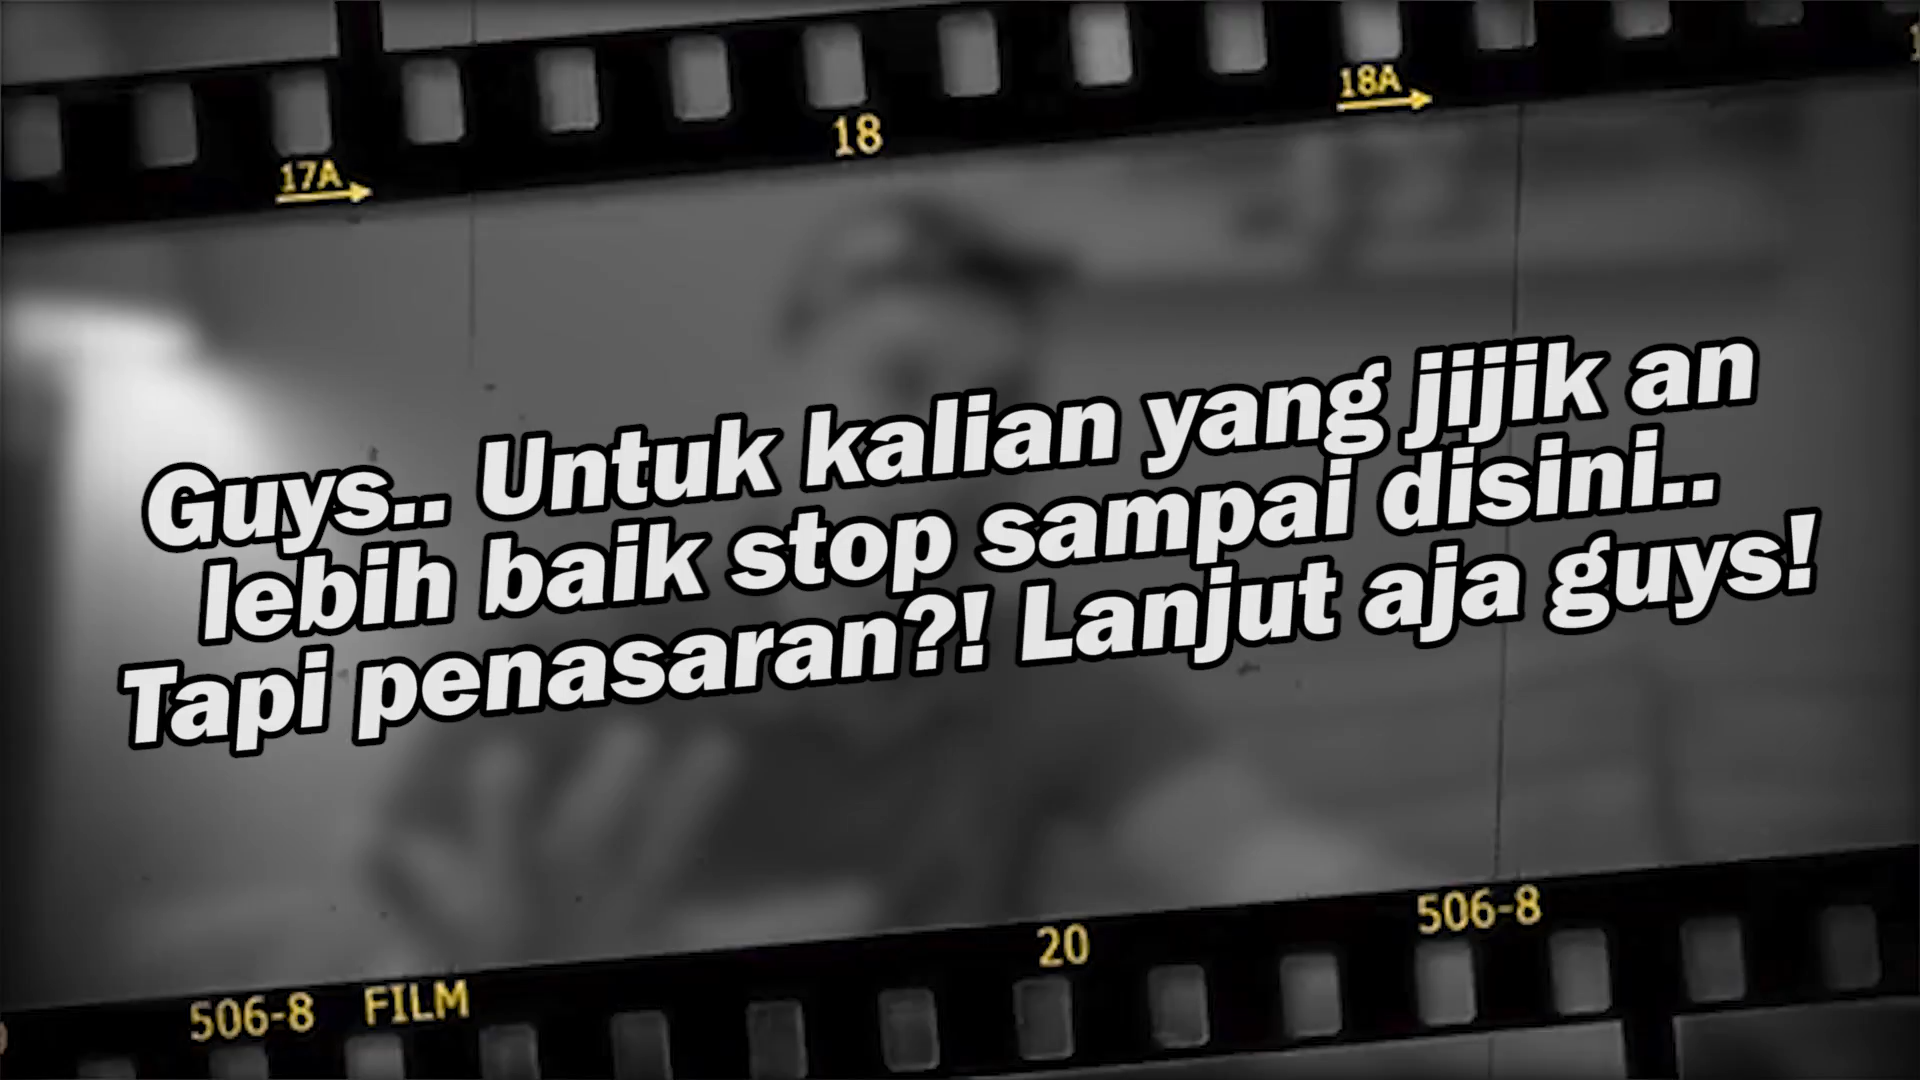 17A
18
18A
Guys.. Untuk kalian yang jijik an
lebih baik stop sampai disini..
Tapi penasaran?! Lanjut aja guys!
506-8 FILM
20
506-8